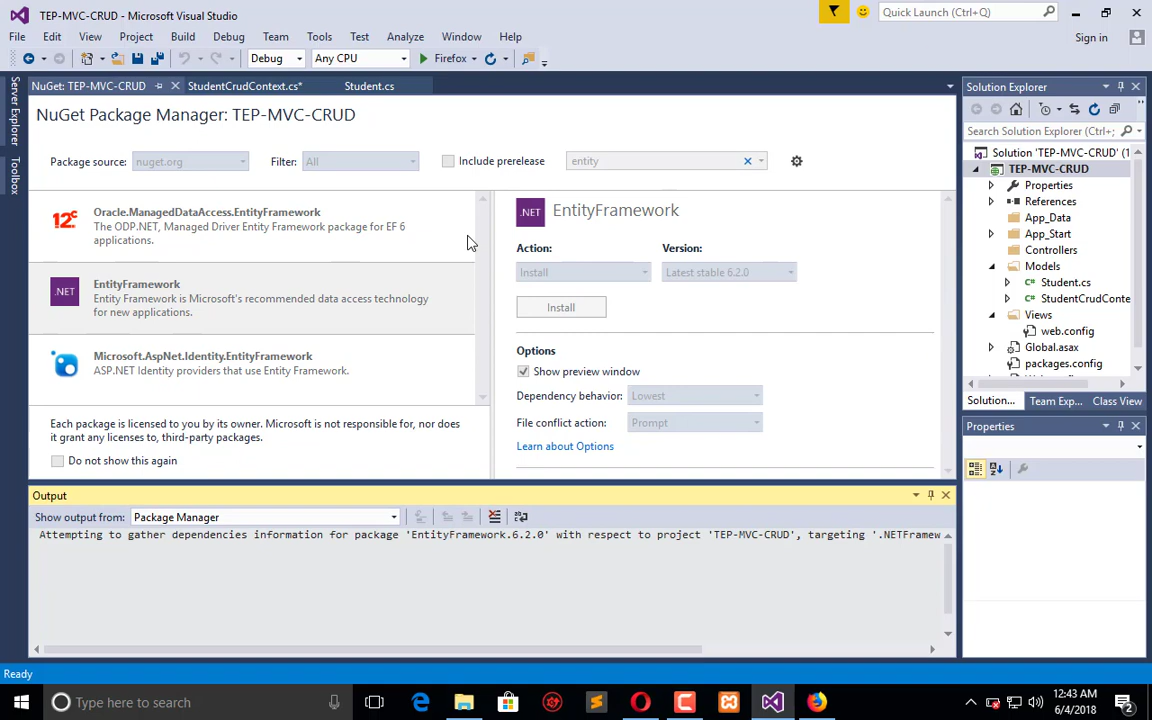 TEP-MVC-CRUD - Microsoft Visual Studio
Quick Launch (Ctrl+Q)
File Edit View Project Build Debug Team Tools Test Analyze Window Help
Sign in
Debug Any CPU Firefox
NuGet: TEP-MVC-CRUD StudentCrudContext.cs* Student.cs
Server Explorer
Toolbox
NuGet Package Manager: TEP-MVC-CRUD
Package source: nuget.org Filter: All Include prerelease entity
12c
Oracle.ManagedDataAccess.EntityFramework
The ODP.NET, Managed Driver Entity Framework package for EF 6
applications.
.NET
EntityFramework
Entity Framework is Microsoft's recommended data access technology
for new applications.
Microsoft.AspNet.Identity.EntityFramework
ASP.NET Identity providers that use Entity Framework.
Each package is licensed to you by its owner. Microsoft is not responsible for, nor does
it grant any licenses to, third-party packages.
Do not show this again
.NET
EntityFramework
Action: Version:
Install Latest stable 6.2.0
Install
Options
Show preview window
Dependency behavior: Lowest
File conflict action: Prompt
Learn about Options
Output
Show output from: Package Manager
Attempting to gather dependencies information for package 'EntityFramework.6.2.0' with respect to project 'TEP-MVC-CRUD', targeting '.NETFramew
Solution Explorer
Search Solution Explorer (Ctrl+;)
Solution 'TEP-MVC-CRUD' (1
TEP-MVC-CRUD
Properties
References
App_Data
App_Start
Controllers
Models
Student.cs
StudentCrudConte
Views
web.config
Global.asax
packages.config
Solution... Team Exp... Class View
Properties
Ready
Type here to search
12:43 AM
6/4/2018
2